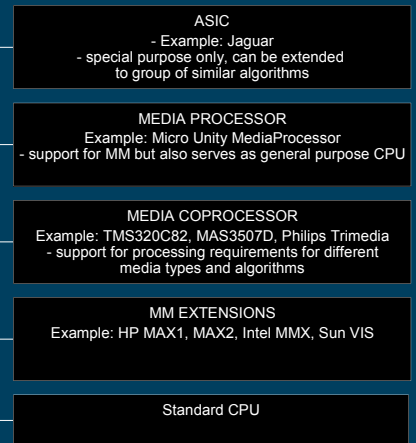 ASIC
- Example: Jaguar
- special purpose only, can be extended
to group of similar algorithms
MEDIA PROCESSOR
Example: Micro Unity MediaProcessor
- support for MM but also serves as general purpose CPU
MEDIA COPROCESSOR
Example: TMS320C82, MAS3507D, Philips Trimedia
- support for processing requirements for different
media types and algorithms
MM EXTENSIONS
Example: HP MAX1, MAX2, Intel MMX, Sun VIS
Standard CPU